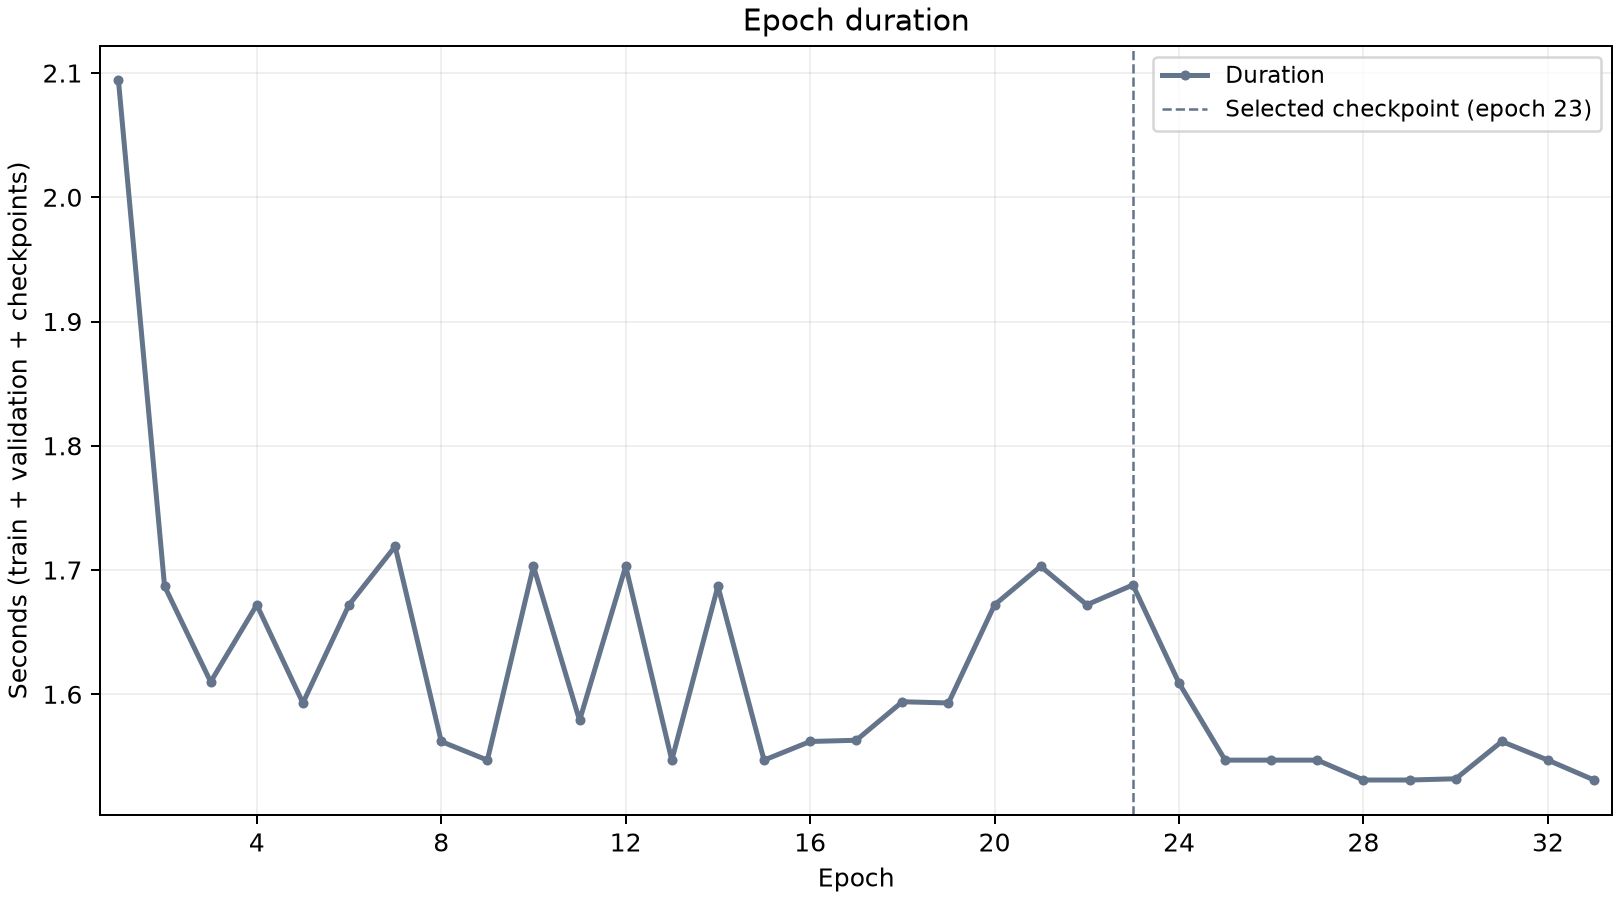 Epoch duration
Seconds (train + validation + checkpoints)
2.1
2.0
1.9
1.8
1.7
1.6
Duration
Selected checkpoint (epoch 23)
4 8 12 16 20 24 28 32
Epoch